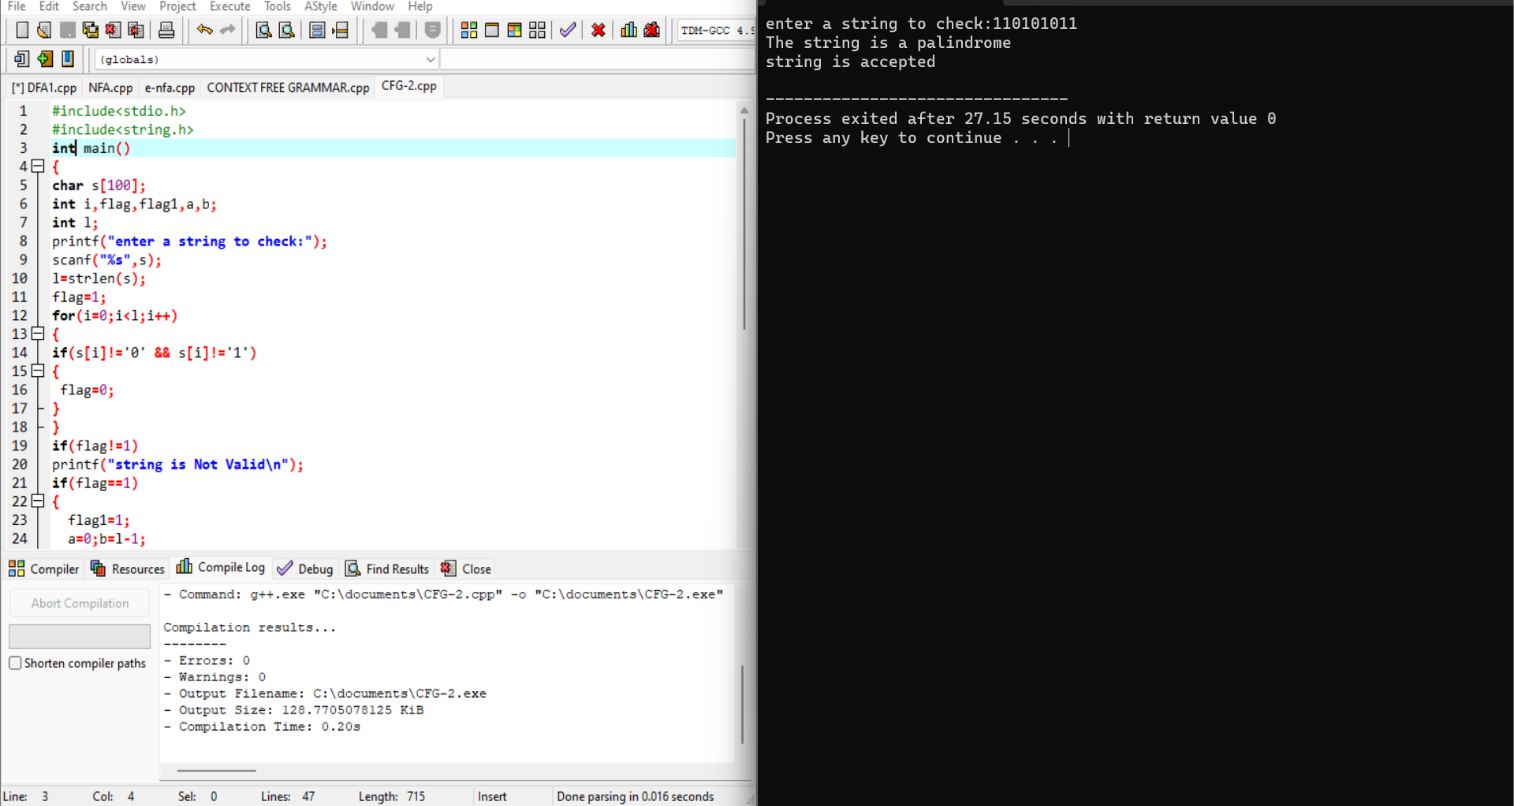 File Edit Search View Project Execute Tools AStyle Window Help
TDM-GCC 4.9
(globals)
[*] DFA1.cpp NFA.cpp e-nfa.cpp CONTEXT FREE GRAMMAR.cpp CFG-2.cpp
1 #include<stdio.h>
2 #include<string.h>
3 int main()
4 {
5 char s[100];
6 int i,flag,flag1,a,b;
7 int l;
8 printf("enter a string to check:");
9 scanf("%s",s);
10 l=strlen(s);
11 flag=1;
12 for(i=0;i<l;i++)
13 {
14 if(s[i]!='0' && s[i]!='1')
15 {
16 flag=0;
17 }
18 }
19 if(flag!=1)
20 printf("string is Not Valid\n");
21 if(flag==1)
22 {
23 flag1=1;
24 a=0;b=l-1;
Compiler Resources Compile Log Debug Find Results Close
Abort Compilation
Shorten compiler paths
- Command: g++.exe "C:\documents\CFG-2.cpp" -o "C:\documents\CFG-2.exe"
Compilation results...
--------
- Errors: 0
- Warnings: 0
- Output Filename: C:\documents\CFG-2.exe
- Output Size: 128.7705078125 KiB
- Compilation Time: 0.20s
Line: 3 Col: 4 Sel: 0 Lines: 47 Length: 715 Insert Done parsing in 0.016 seconds
enter a string to check:110101011
The string is a palindrome
string is accepted
--------------------------------
Process exited after 27.15 seconds with return value 0
Press any key to continue . . .